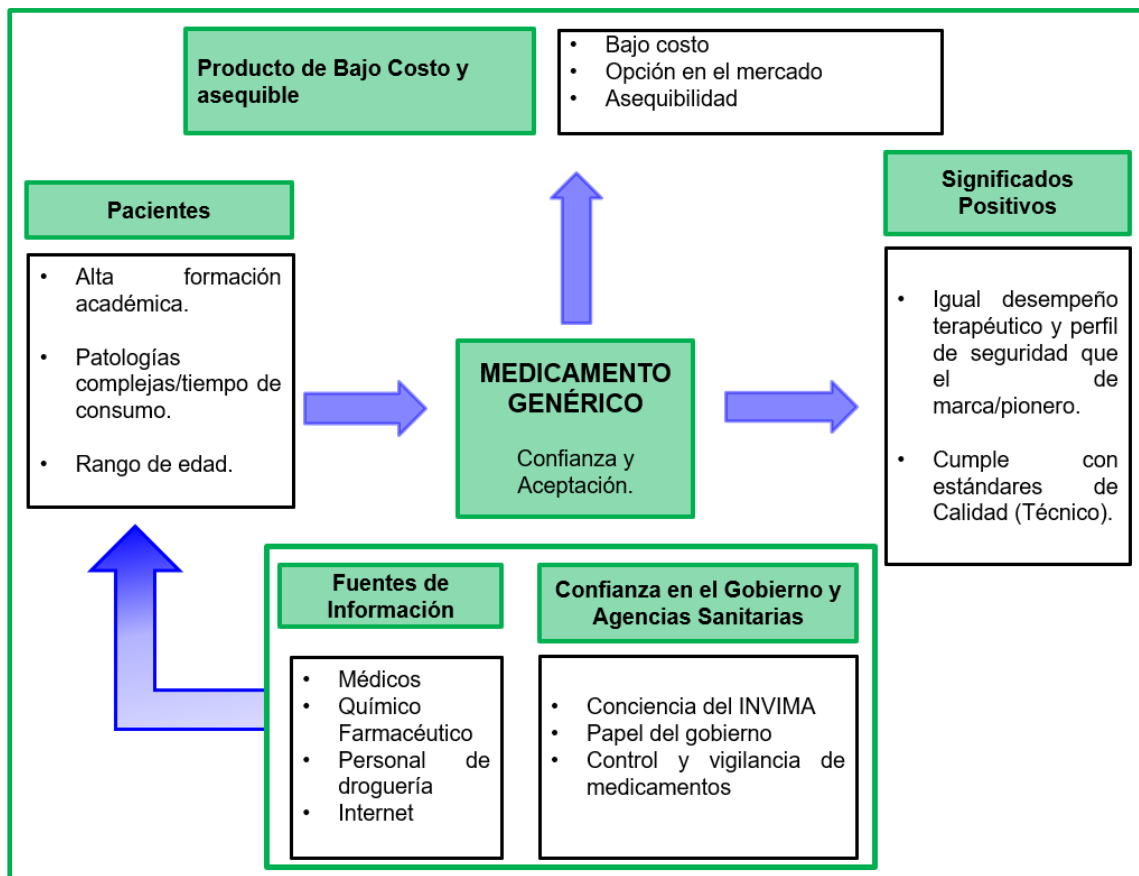 Producto de Bajo Costo y
asequible
• Bajo costo
• Opción en el mercado
• Asequibilidad
Pacientes
• Alta formación
académica.
• Patologías
complejas/tiempo de
consumo.
• Rango de edad.
MEDICAMENTO
GENÉRICO
Confianza y
Aceptación.
Significados
Positivos
• Igual desempeño
terapéutico y perfil
de seguridad que
el de
marca/pionero.
• Cumple con
estándares de
Calidad (Técnico).
Fuentes de
Información
• Médicos
• Químico
Farmacéutico
• Personal de
droguería
• Internet
Confianza en el Gobierno y
Agencias Sanitarias
• Conciencia del INVIMA
• Papel del gobierno
• Control y vigilancia de
medicamentos